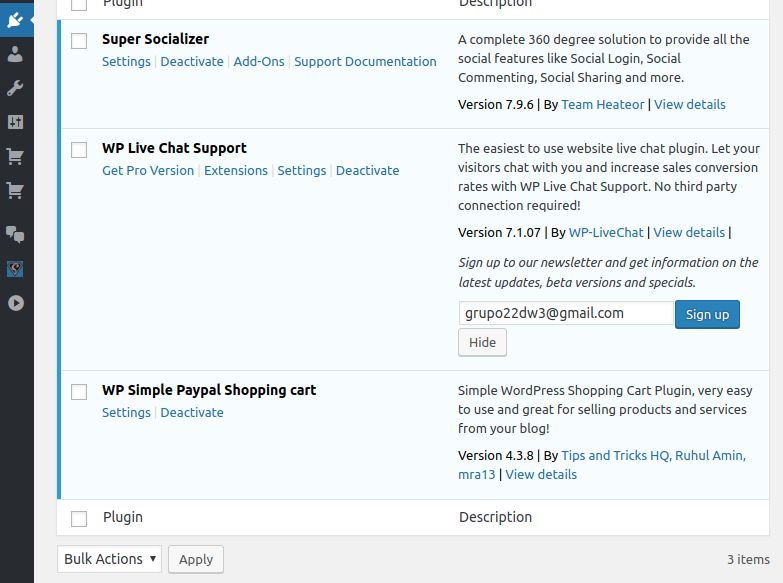 Plugin Description
Super Socializer
Settings | Deactivate | Add-Ons | Support Documentation
A complete 360 degree solution to provide all the
social features like Social Login, Social
Commenting, Social Sharing and more.
Version 7.9.6 | By Team Heateor | View details
WP Live Chat Support
Get Pro Version | Extensions | Settings | Deactivate
The easiest to use website live chat plugin. Let your
visitors chat with you and increase sales conversion
rates with WP Live Chat Support. No third party
connection required!
Version 7.1.07 | By WP-LiveChat | View details |
Sign up to our newsletter and get information on the
latest updates, beta versions and specials.
grupo22dw3@gmail.com Sign up
Hide
WP Simple Paypal Shopping cart
Settings | Deactivate
Simple WordPress Shopping Cart Plugin, very easy
to use and great for selling products and services
from your blog!
Version 4.3.8 | By Tips and Tricks HQ, Ruhul Amin,
mra13 | View details
Plugin Description
Bulk Actions Apply 3 items